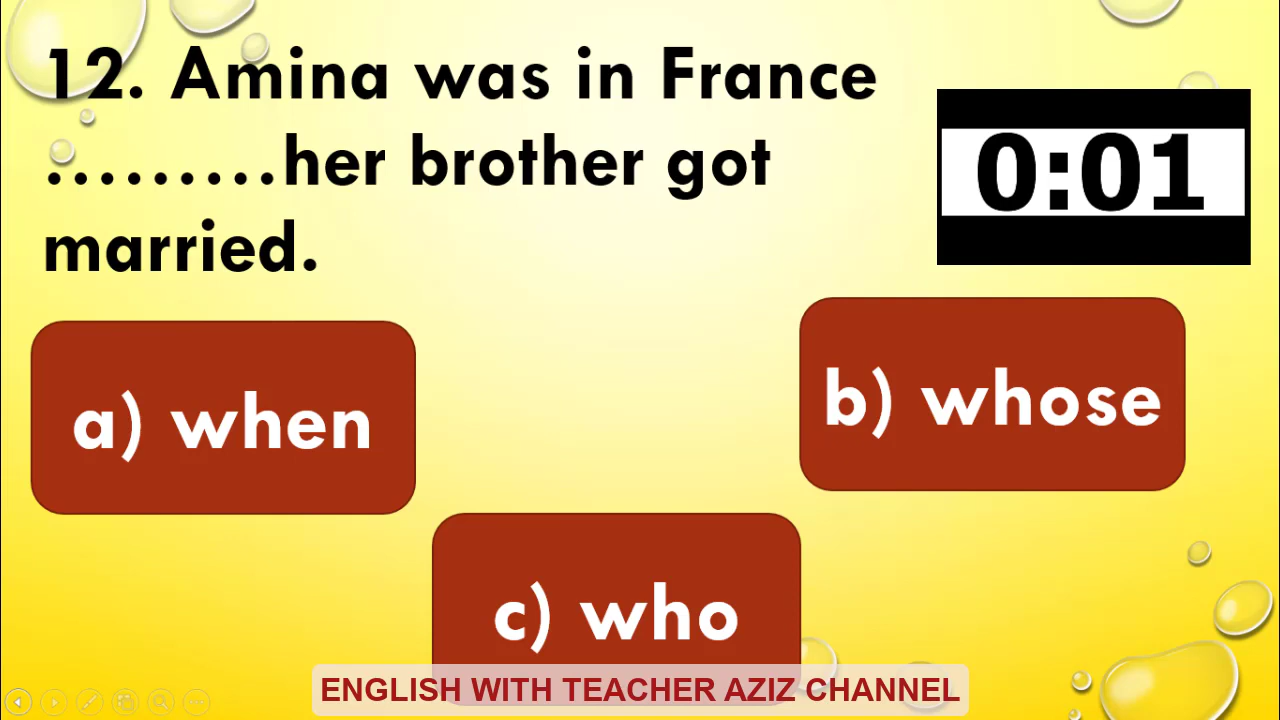 12. Amina was in France
.........her brother got
married.
0:01
a) when
b) whose
c) who
ENGLISH WITH TEACHER AZIZ CHANNEL